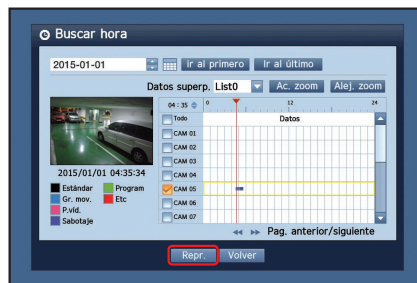 Buscar hora
2015-01-01 ir al primero Ir al último
Datos superp. List0 Ac. zoom Alej. zoom
04 : 35 0 12 24
Todo Datos
CAM 01
CAM 02
CAM 03
CAM 04
CAM 05
CAM 06
CAM 07
2015/01/01 04:35:34
Estándar Program
Gr. mov. Etc
P.vid.
Sabotaje
Pag. anterior/siguiente
Repr. Volver